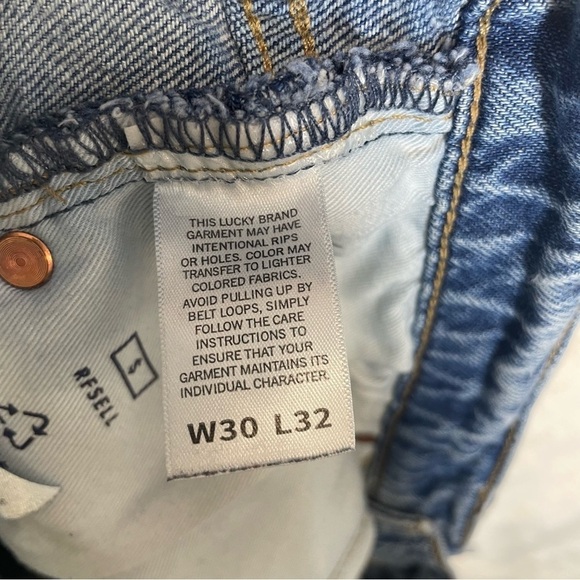 THIS LUCKY BRAND
GARMENT MAY HAVE
INTENTIONAL RIPS
OR HOLES. COLOR MAY
TRANSFER TO LIGHTER
COLORED FABRICS.
AVOID PULLING UP BY
BELT LOOPS, SIMPLY
FOLLOW THE CARE
INSTRUCTIONS TO
ENSURE THAT YOUR
GARMENT MAINTAINS ITS
INDIVIDUAL CHARACTER.
W30 L32
$
RESELL